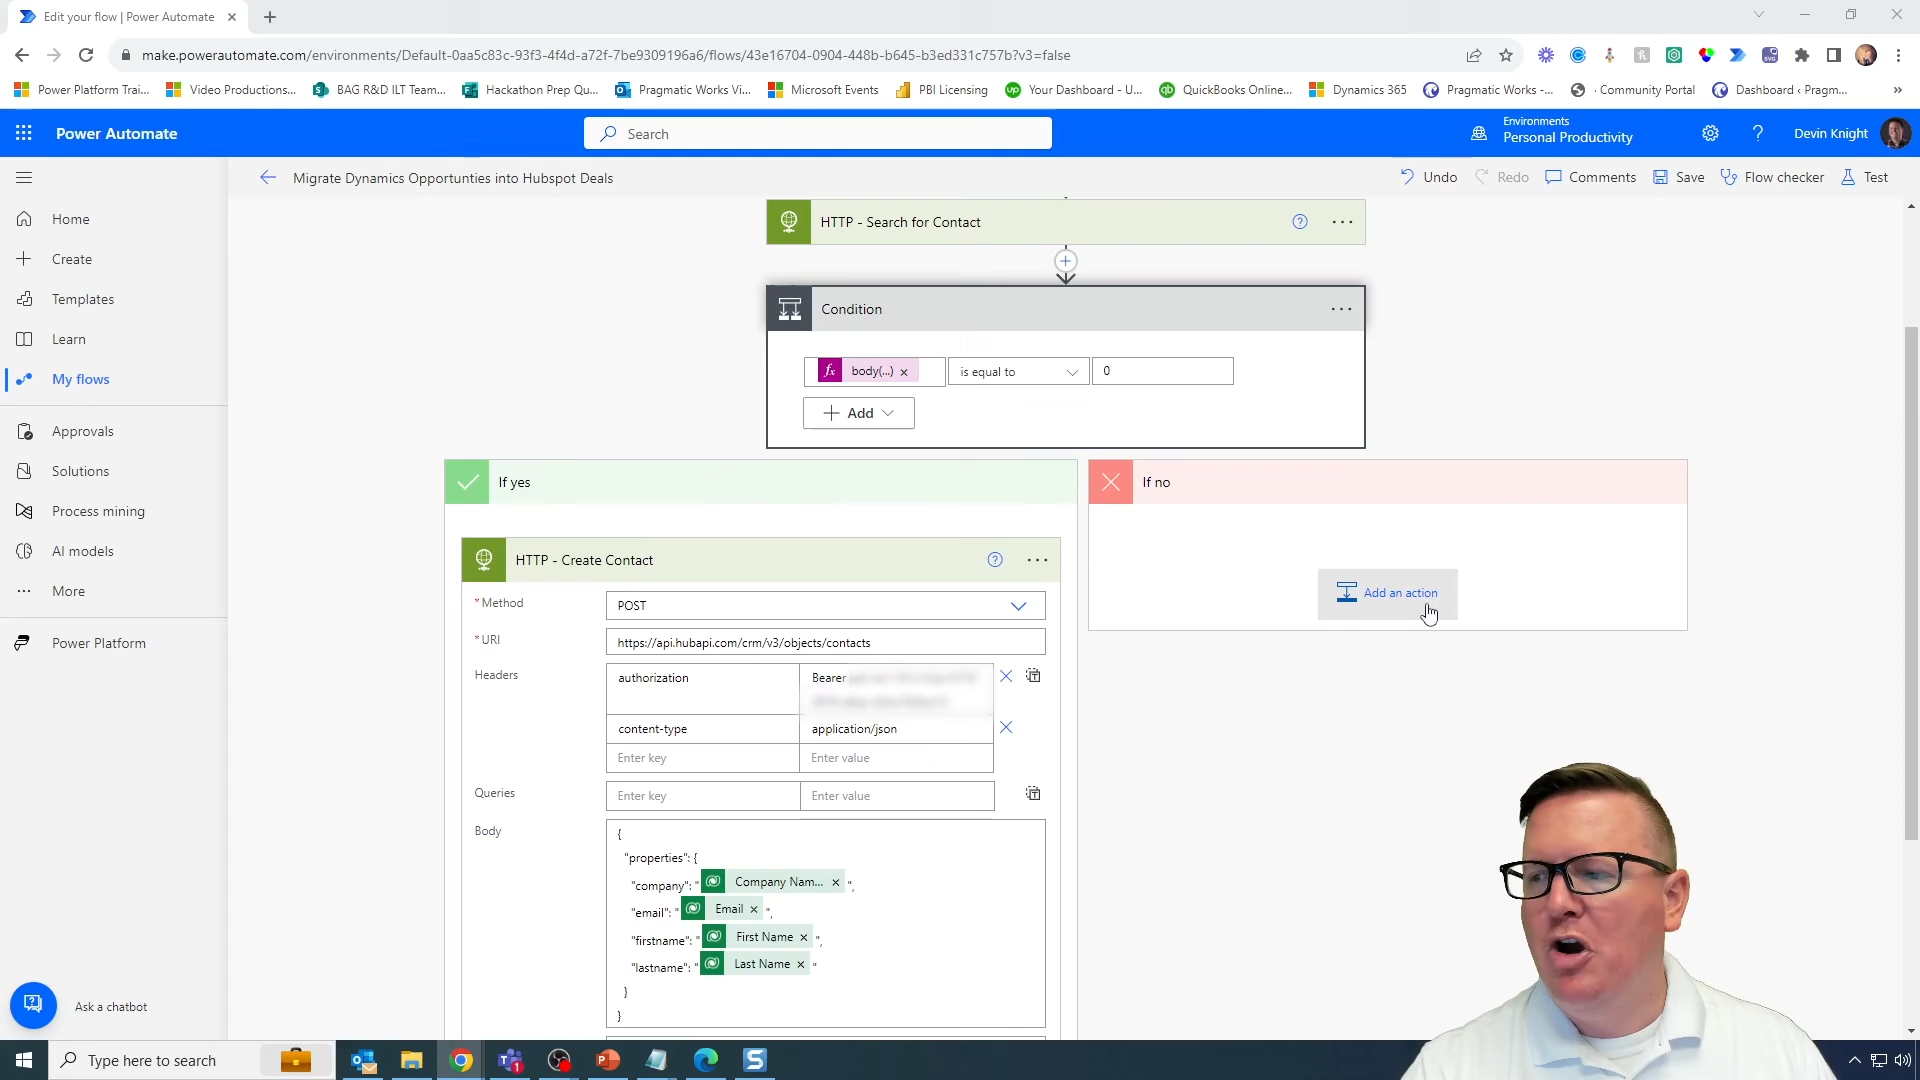 Edit your flow | Power Automate
make.powerautomate.com/environments/Default-0aa5c83c-93f3-4f4d-a72f-7be9309196a6/flows/43e16704-0904-448b-b645-b3ed331c757b?v3=false
Power Platform Trai... Video Productions... BAG R&D ILT Team... Hackathon Prep Qu... Pragmatic Works Vi... Microsoft Events PBI Licensing Your Dashboard - U... QuickBooks Online... Dynamics 365 Pragmatic Works -... · Community Portal Dashboard ‹ Pragm... »
Power Automate
Search
Environments
Personal Productivity
Devin Knight
Migrate Dynamics Opportunties into Hubspot Deals
Undo Redo Comments Save Flow checker Test
Home
Create
Templates
Learn
My flows
Approvals
Solutions
Process mining
AI models
More
Power Platform
Ask a chatbot
HTTP - Search for Contact
Condition
fx body(...) is equal to 0
Add
If yes
If no
Add an action
HTTP - Create Contact
* Method POST
* URI https://api.hubapi.com/crm/v3/objects/contacts
Headers authorization Bearer
content-type application/json
Enter key Enter value
Queries Enter key Enter value
Body {
"properties": {
"company": " Company Nam... ",
"email": " Email ",
"firstname": " First Name ",
"lastname": " Last Name "
}
}
Type here to search